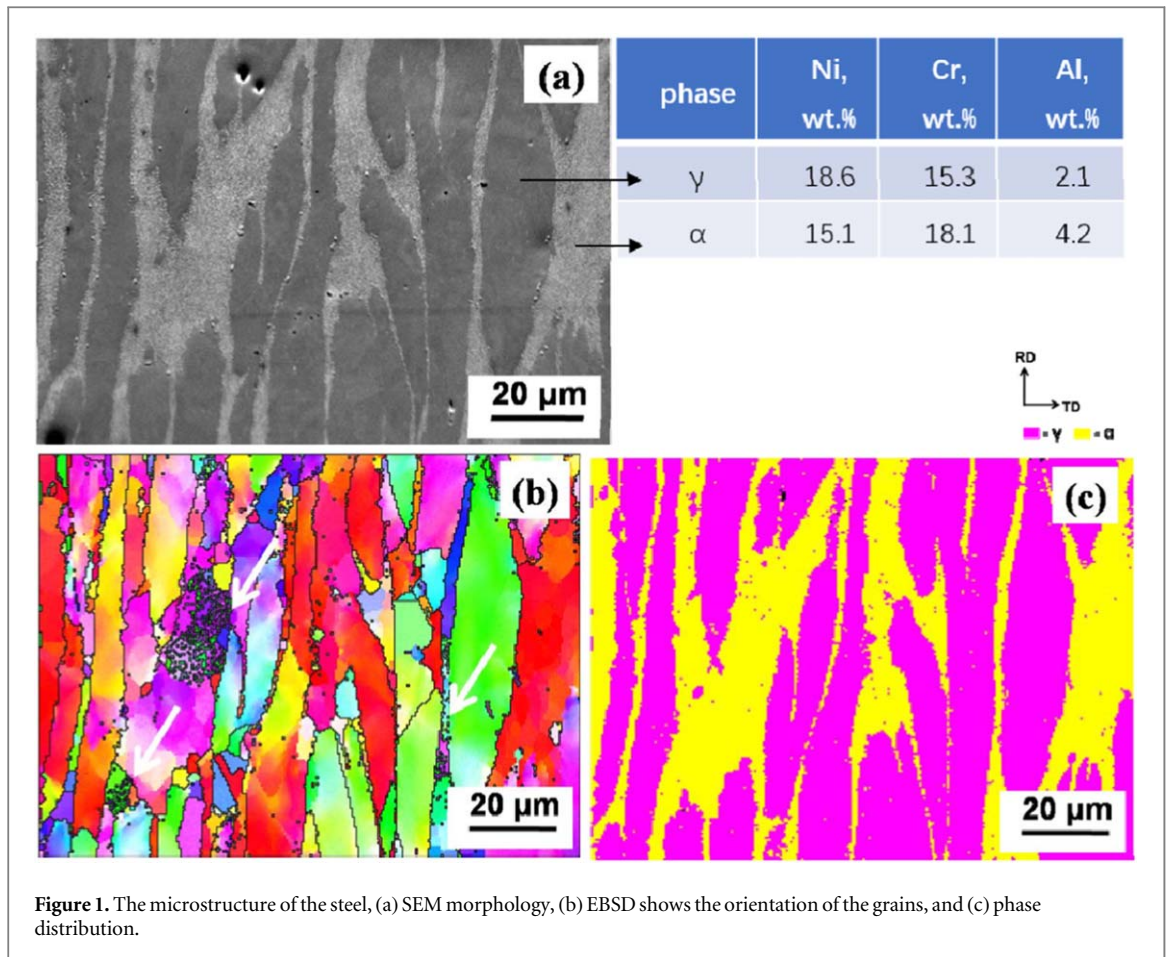 (a)
phase Ni, wt.% Cr, wt.% Al, wt.%
γ 18.6 15.3 2.1
α 15.1 18.1 4.2
20 µm
RD
TD
= γ = α
(b)
20 µm
(c)
20 µm
Figure 1. The microstructure of the steel, (a) SEM morphology, (b) EBSD shows the orientation of the grains, and (c) phase
distribution.